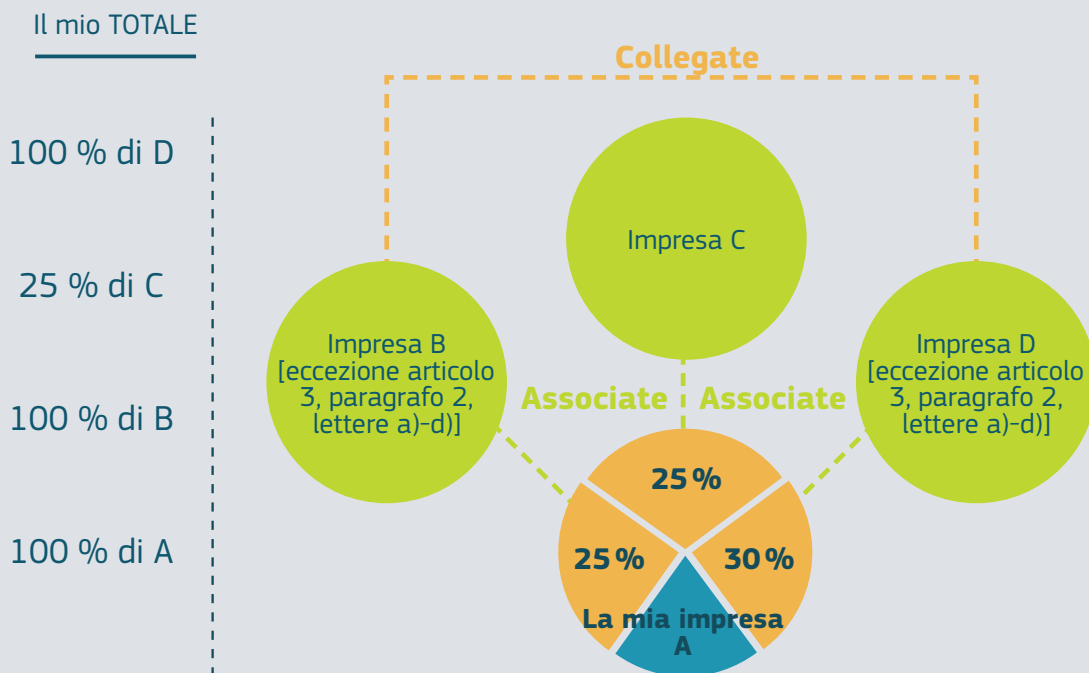 Il mio TOTALE
100 % di D
25 % di C
100 % di B
100 % di A
Collegate
Impresa C
Impresa B
[eccezione articolo
3, paragrafo 2,
lettere a)-d)]
Impresa D
[eccezione articolo
3, paragrafo 2,
lettere a)-d)]
Associate
Associate
25 %
25 %
30 %
La mia impresa
A